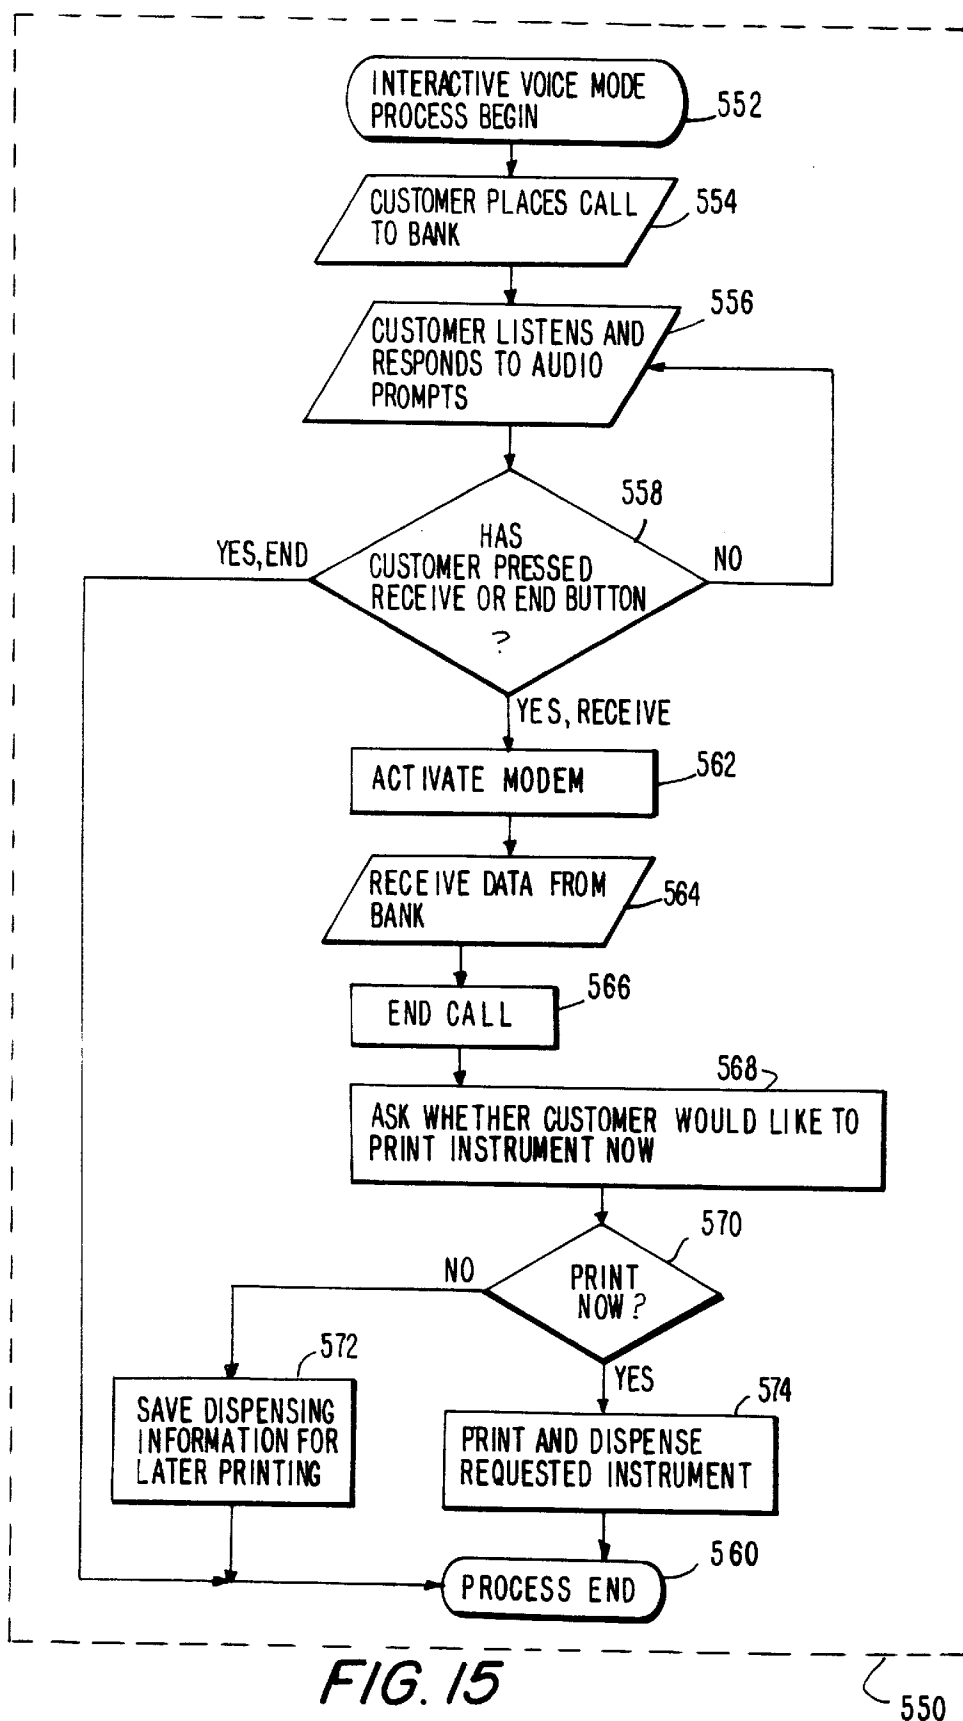 INTERACTIVE VOICE MODE
PROCESS BEGIN
552
CUSTOMER PLACES CALL
TO BANK
554
556
CUSTOMER LISTENS AND
RESPONDS TO AUDIO
PROMPTS
558
HAS
CUSTOMER PRESSED
RECEIVE OR END BUTTON
?
YES, END
NO
YES, RECEIVE
ACTIVATE MODEM
562
RECEIVE DATA FROM
BANK
564
END CALL
566
568
ASK WHETHER CUSTOMER WOULD LIKE TO
PRINT INSTRUMENT NOW
570
PRINT
NOW?
NO
YES
572
SAVE DISPENSING
INFORMATION FOR
LATER PRINTING
574
PRINT AND DISPENSE
REQUESTED INSTRUMENT
PROCESS END
560
FIG. 15
550